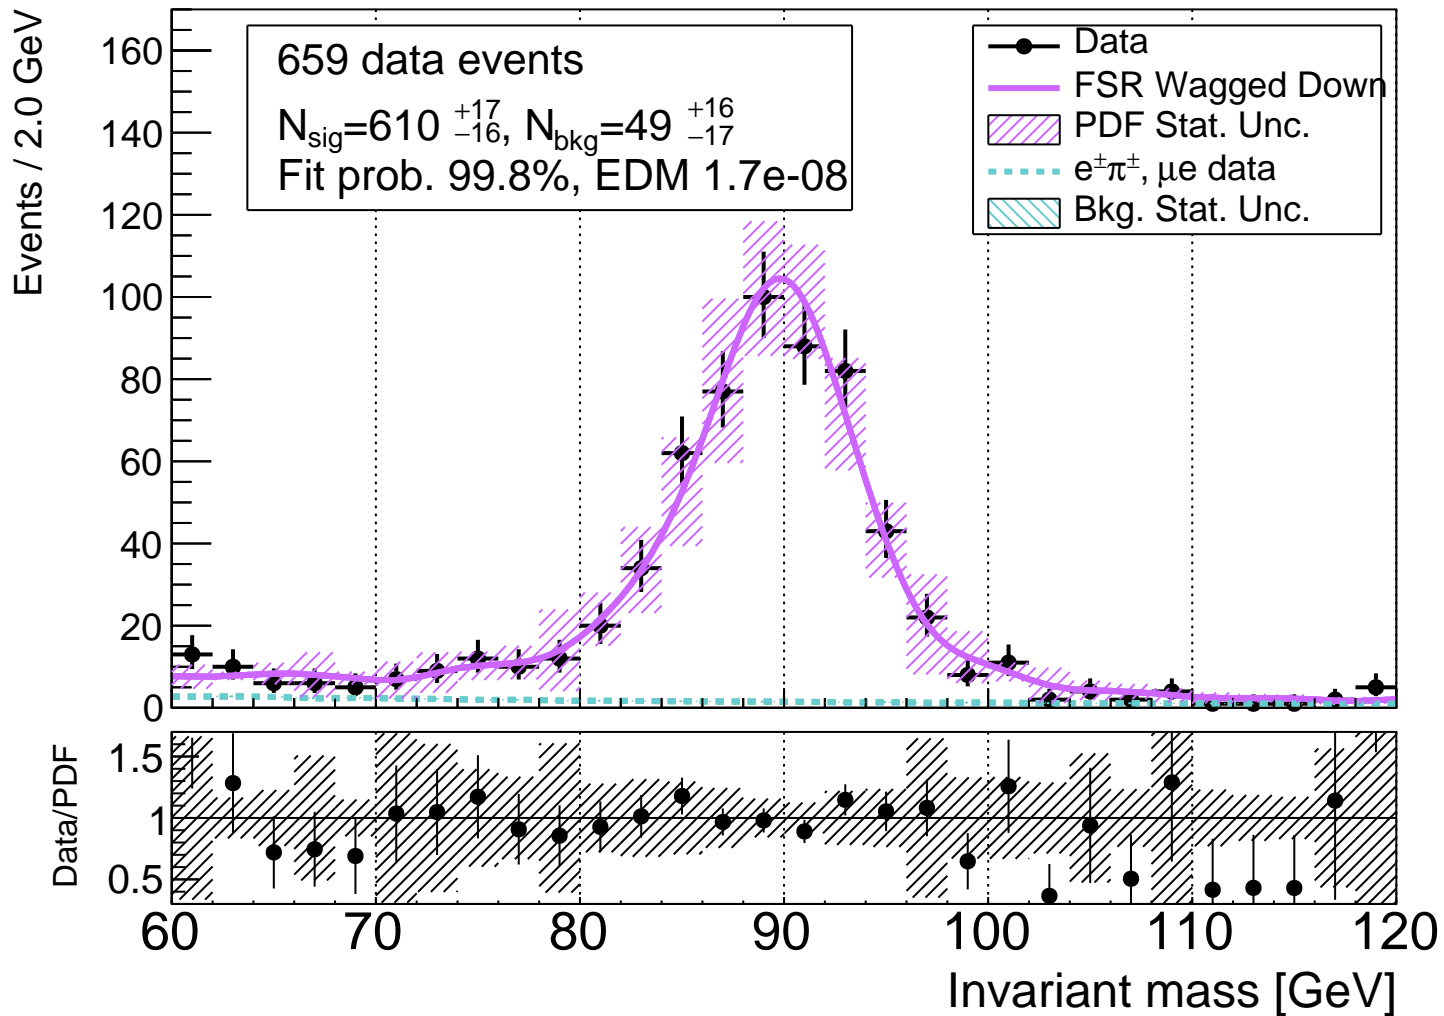 Events / 2.0 GeV
160
140
120
100
80
60
40
20
0
659 data events
N_sig=610 +17 −16, N_bkg=49 +16 −17
Fit prob. 99.8%, EDM 1.7e-08
Data
FSR Wagged Down
PDF Stat. Unc.
e±π±, μe data
Bkg. Stat. Unc.
Data/PDF
1.5
1
0.5
60 70 80 90 100 110 120
Invariant mass [GeV]